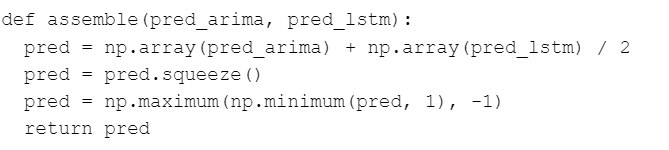 def assemble(pred_arima, pred_lstm):
  pred = np.array(pred_arima) + np.array(pred_lstm) / 2
  pred = pred.squeeze()
  pred = np.maximum(np.minimum(pred, 1), -1)
  return pred